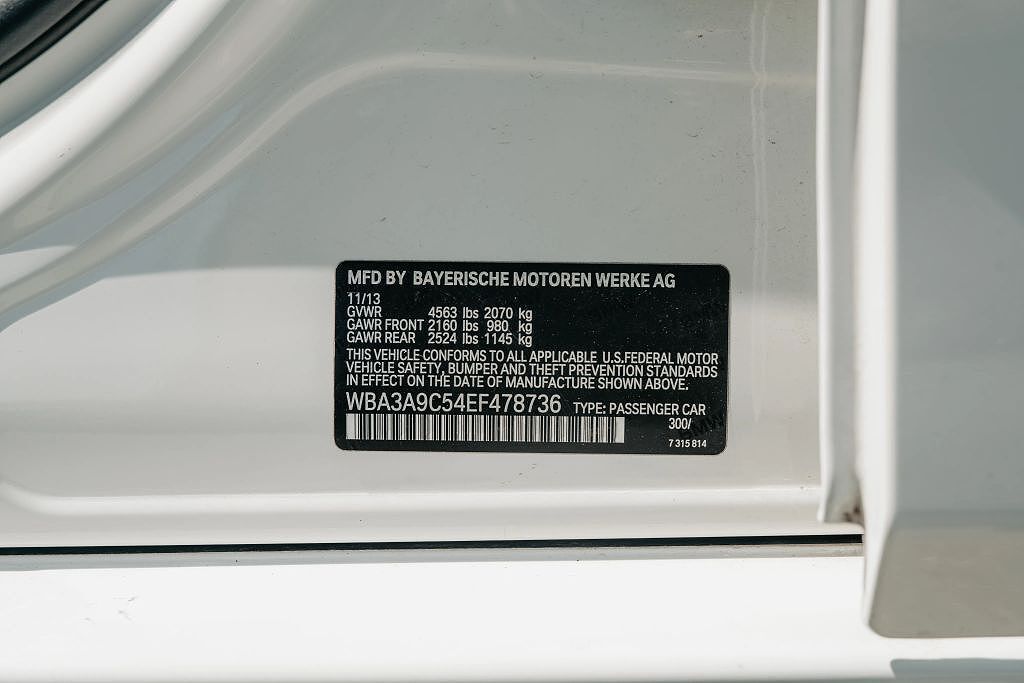 MFD BY BAYERISCHE MOTOREN WERKE AG
11/13
GVWR 4563 lbs 2070 kg
GAWR FRONT 2160 lbs 980 kg
GAWR REAR 2524 lbs 1145 kg
THIS VEHICLE CONFORMS TO ALL APPLICABLE U.S.FEDERAL MOTOR
VEHICLE SAFETY, BUMPER AND THEFT PREVENTION STANDARDS
IN EFFECT ON THE DATE OF MANUFACTURE SHOWN ABOVE.
WBA3A9C54EF478736 TYPE: PASSENGER CAR
300/
7 315 814